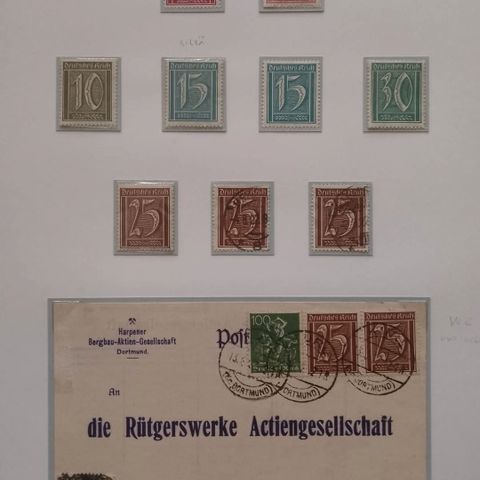 10
15
15
30
Deutsches Reich
Deutsches Reich
Deutsches Reich
Deutsches Reich
25
25
25
Deutsches Reich
Deutsches Reich
Deutsches Reich
Harpener
Bergbau-Aktien-Gesellschaft
Dortmund.
Post
100
Deutsches Reich
25
Deutsches Reich
25
(DORTMUND)
(DORTMUND)
An
die Rütgerswerke Actiengesellschaft